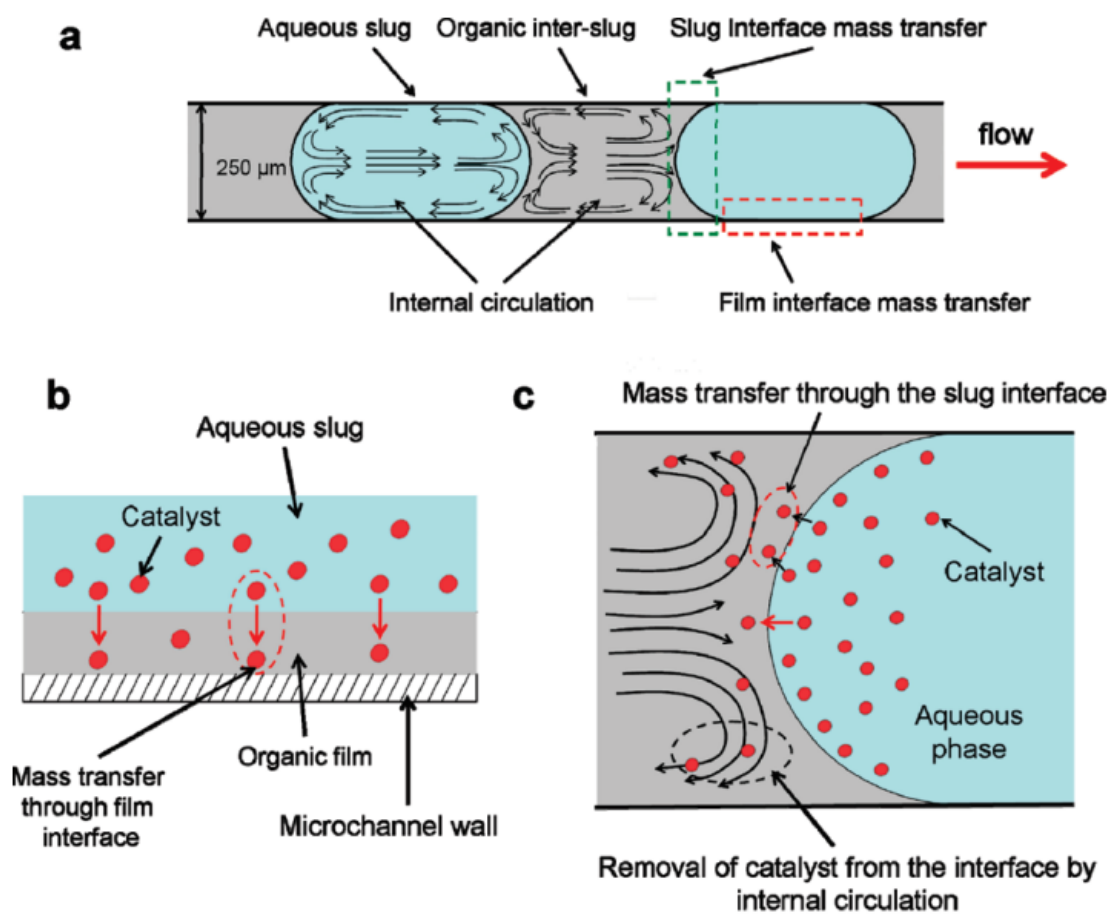 a
Aqueous slug
Organic inter-slug
Slug Interface mass transfer
250 µm
flow
Internal circulation
Film interface mass transfer
b
Aqueous slug
Catalyst
Mass transfer
through film
interface
Organic film
Microchannel wall
c
Mass transfer through the slug interface
Catalyst
Aqueous
phase
Removal of catalyst from the interface by
internal circulation